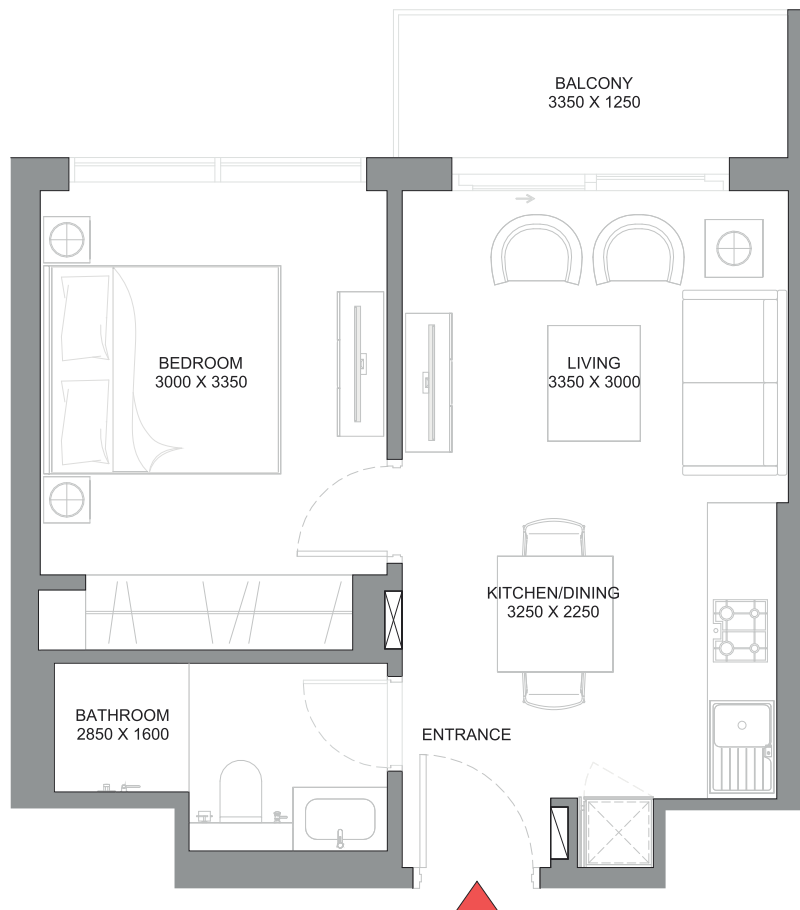 BALCONY
3350 X 1250
BEDROOM
3000 X 3350
LIVING
3350 X 3000
KITCHEN/DINING
3250 X 2250
BATHROOM
2850 X 1600
ENTRANCE